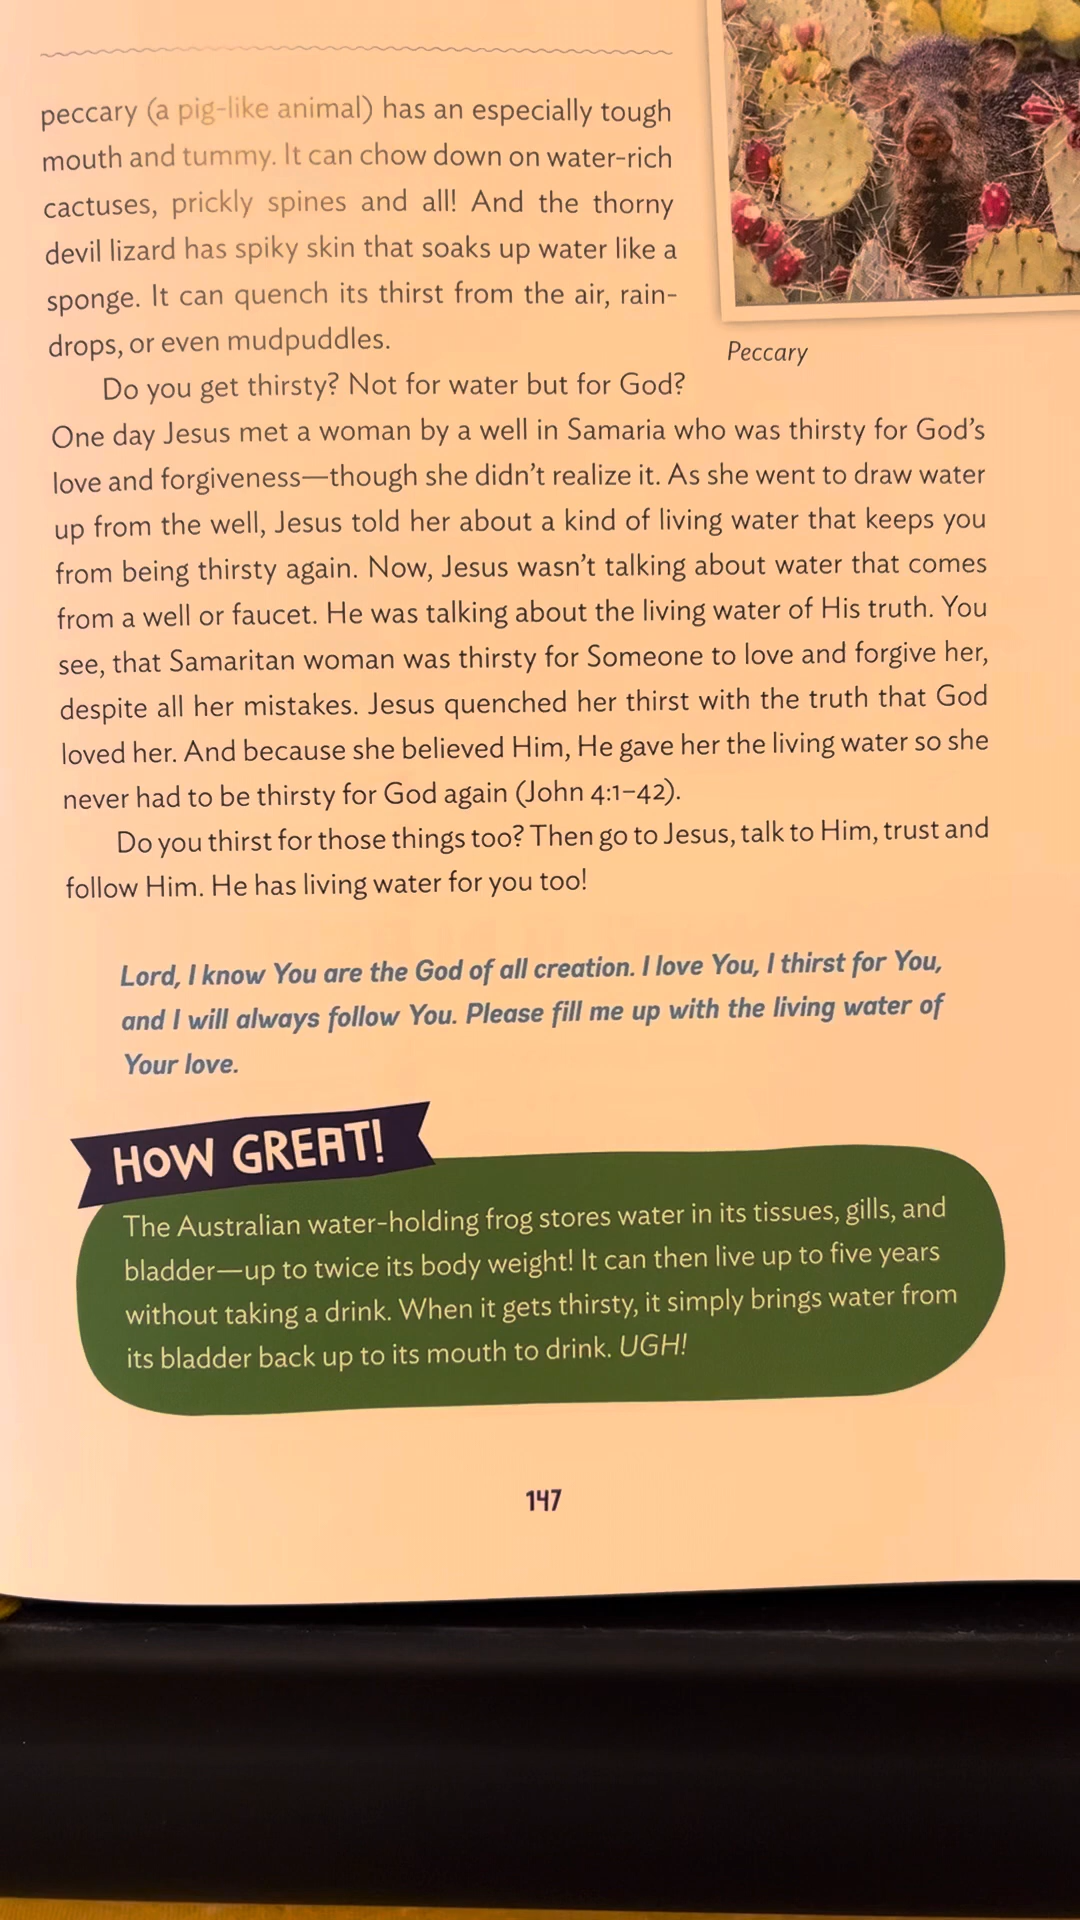 peccary (a pig-like animal) has an especially tough
mouth and tummy. It can chow down on water-rich
cactuses, prickly spines and all! And the thorny
devil lizard has spiky skin that soaks up water like a
sponge. It can quench its thirst from the air, rain-
drops, or even mudpuddles.
Peccary
Do you get thirsty? Not for water but for God?
One day Jesus met a woman by a well in Samaria who was thirsty for God's
love and forgiveness—though she didn't realize it. As she went to draw water
up from the well, Jesus told her about a kind of living water that keeps you
from being thirsty again. Now, Jesus wasn't talking about water that comes
from a well or faucet. He was talking about the living water of His truth. You
see, that Samaritan woman was thirsty for Someone to love and forgive her,
despite all her mistakes. Jesus quenched her thirst with the truth that God
loved her. And because she believed Him, He gave her the living water so she
never had to be thirsty for God again (John 4:1–42).
Do you thirst for those things too? Then go to Jesus, talk to Him, trust and
follow Him. He has living water for you too!
Lord, I know You are the God of all creation. I love You, I thirst for You,
and I will always follow You. Please fill me up with the living water of
Your love.
HOW GREAT!
The Australian water-holding frog stores water in its tissues, gills, and
bladder—up to twice its body weight! It can then live up to five years
without taking a drink. When it gets thirsty, it simply brings water from
its bladder back up to its mouth to drink. UGH!
147